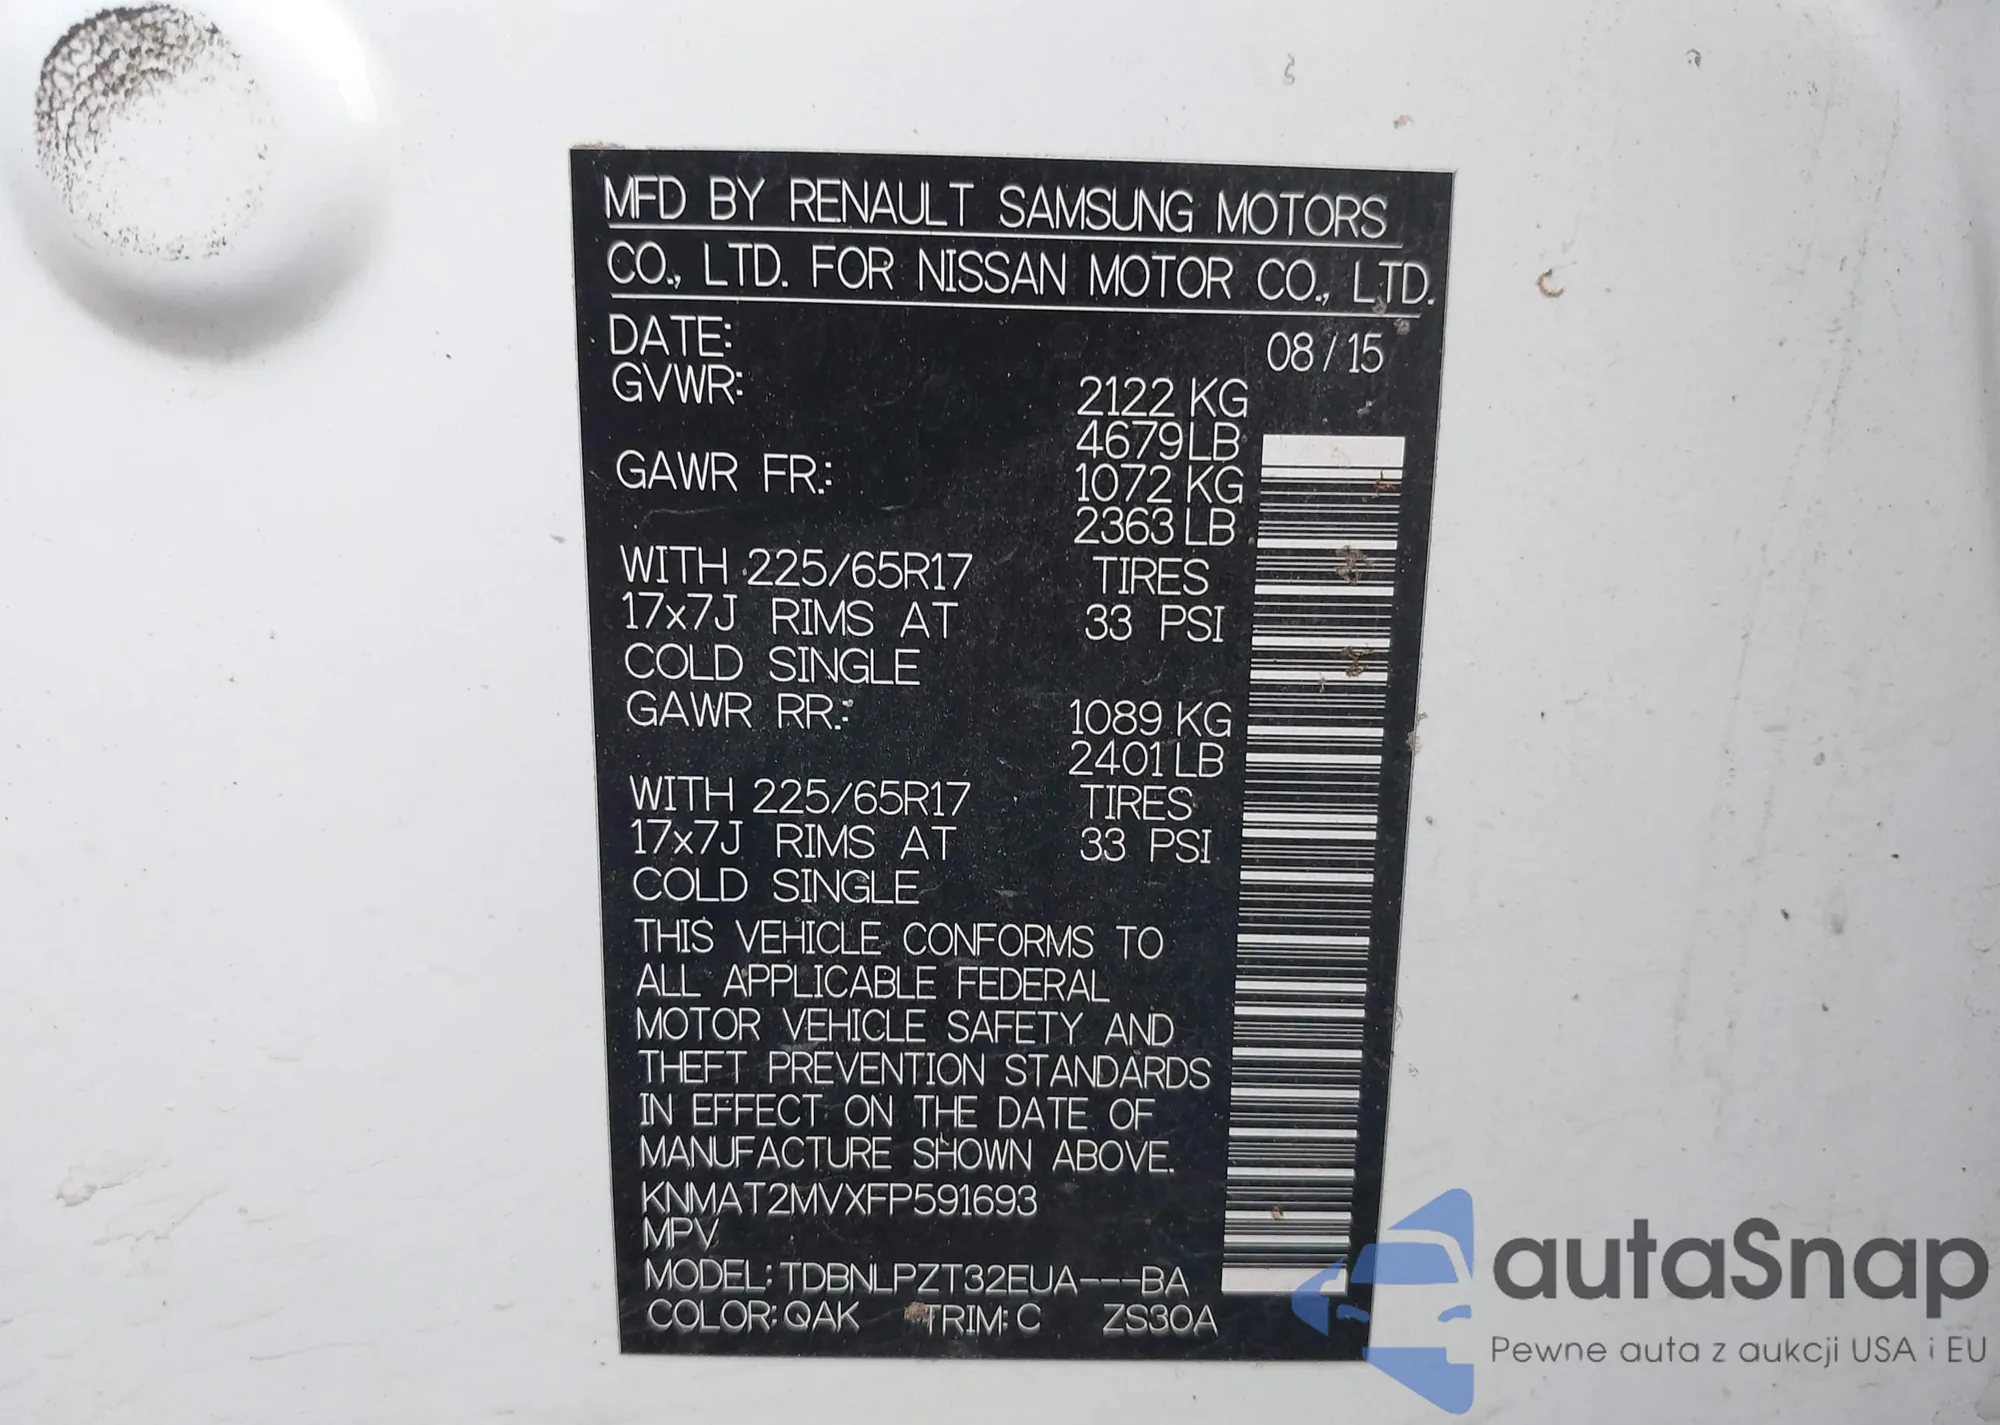 MFD BY RENAULT SAMSUNG MOTORS
CO., LTD. FOR NISSAN MOTOR CO., LTD.
DATE: 08 / 15
GVWR: 2122 KG
4679 LB
GAWR FR.: 1072 KG
2363 LB
WITH 225/65R17 TIRES
17x7J RIMS AT 33 PSI
COLD SINGLE
GAWR RR.: 1089 KG
2401 LB
WITH 225/65R17 TIRES
17x7J RIMS AT 33 PSI
COLD SINGLE
THIS VEHICLE CONFORMS TO
ALL APPLICABLE FEDERAL
MOTOR VEHICLE SAFETY AND
THEFT PREVENTION STANDARDS
IN EFFECT ON THE DATE OF
MANUFACTURE SHOWN ABOVE.
KNMAT2MVXFP591693
MPV
MODEL: TDBNLPZT32EUA---BA
COLOR: QAK TRIM: C ZS30A
autaSnap
Pewne auta z aukcji USA i EU